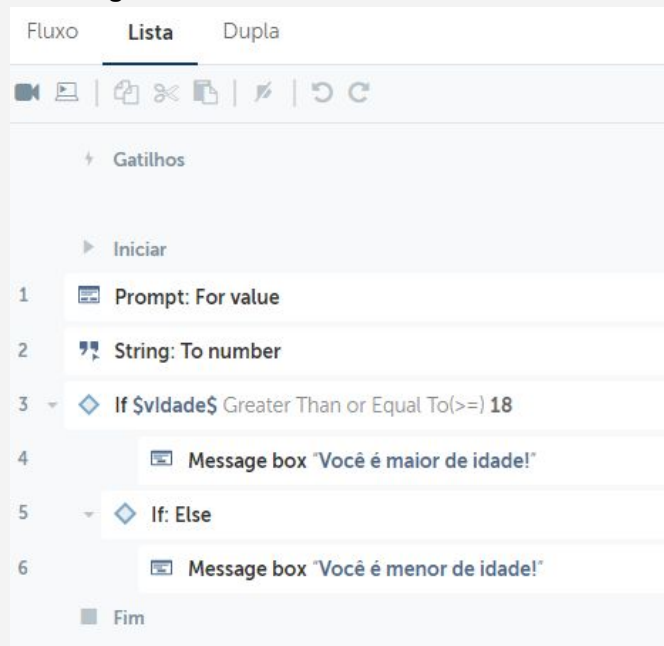 Fluxo Lista Dupla
Gatilhos
Iniciar
1 Prompt: For value
2 String: To number
3 If $vIdade$ Greater Than or Equal To(>=) 18
4 Message box "Você é maior de idade!"
5 If: Else
6 Message box "Você é menor de idade!"
Fim